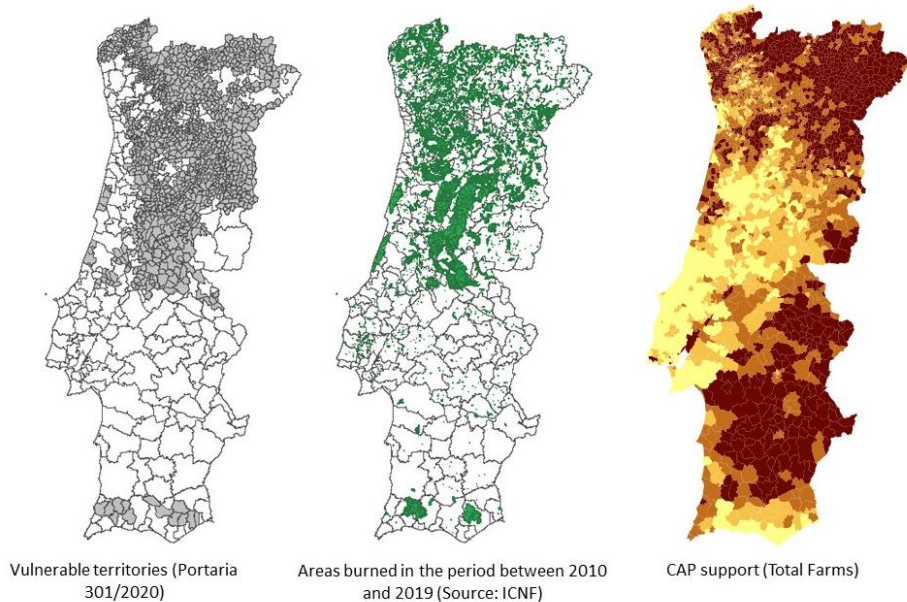 Vulnerable territories (Portaria
301/2020)
Areas burned in the period between 2010
and 2019 (Source: ICNF)
CAP support (Total Farms)